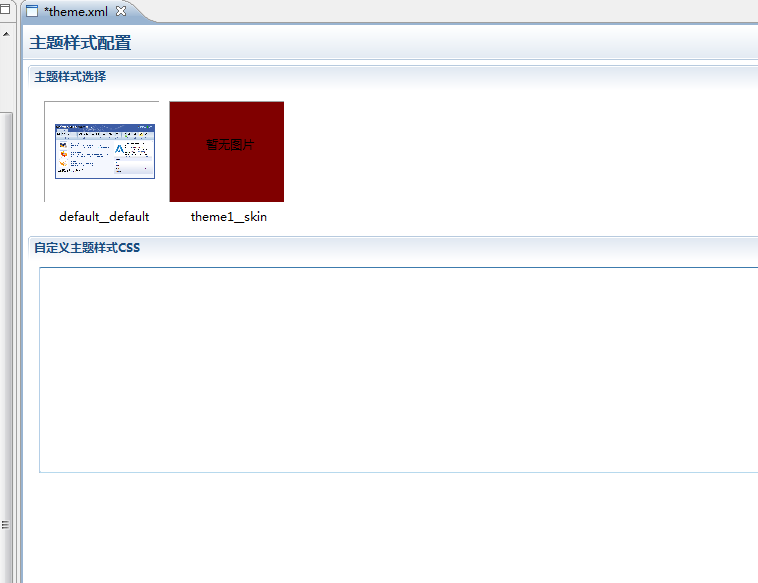 *theme.xml
主题样式配置
主题样式选择
暂无图片
default__default
theme1__skin
自定义主题样式CSS